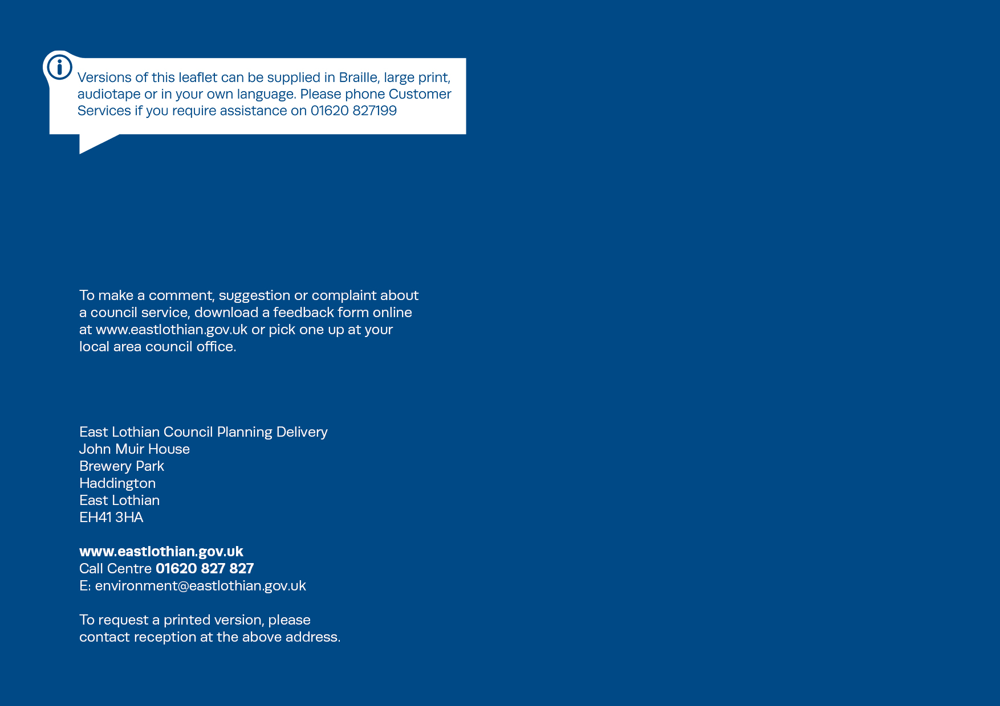 Versions of this leaflet can be supplied in Braille, large print,
audiotape or in your own language. Please phone Customer
Services if you require assistance on 01620 827199
To make a comment, suggestion or complaint about
a council service, download a feedback form online
at www.eastlothian.gov.uk or pick one up at your
local area council office.
East Lothian Council Planning Delivery
John Muir House
Brewery Park
Haddington
East Lothian
EH41 3HA
www.eastlothian.gov.uk
Call Centre 01620 827 827
E: environment@eastlothian.gov.uk
To request a printed version, please
contact reception at the above address.